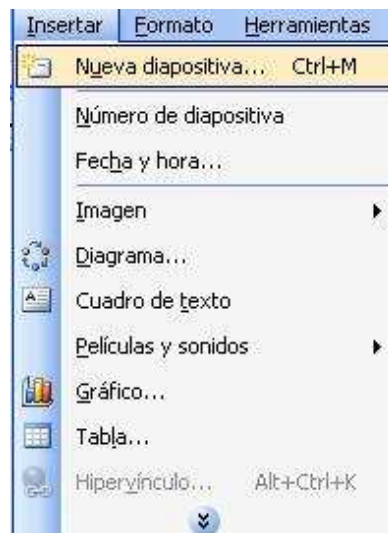 Insertar Formato Herramientas
Nueva diapositiva... Ctrl+M
Número de diapositiva
Fecha y hora...
Imagen
Diagrama...
Cuadro de texto
Películas y sonidos
Gráfico...
Tabla...
Hipervínculo... Alt+Ctrl+K